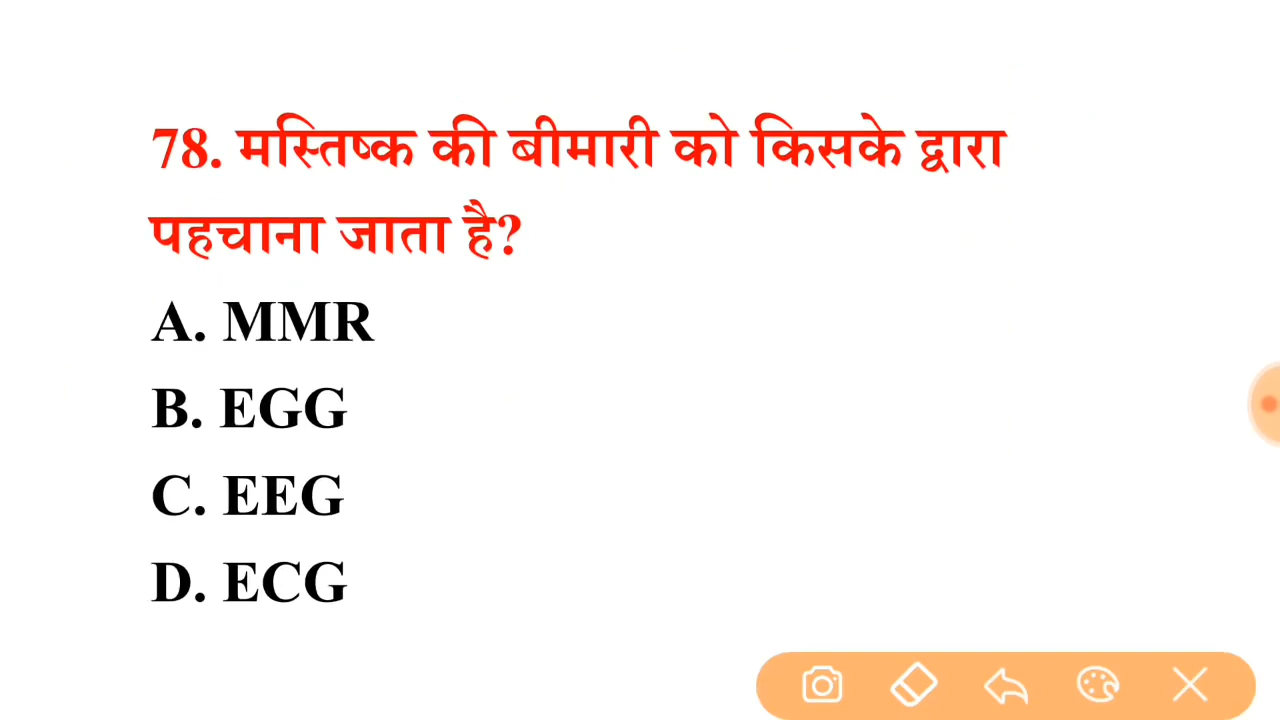 78. मस्तिष्क की बीमारी को किसके द्वारा
पहचाना जाता है?
A. MMR
B. EGG
C. EEG
D. ECG